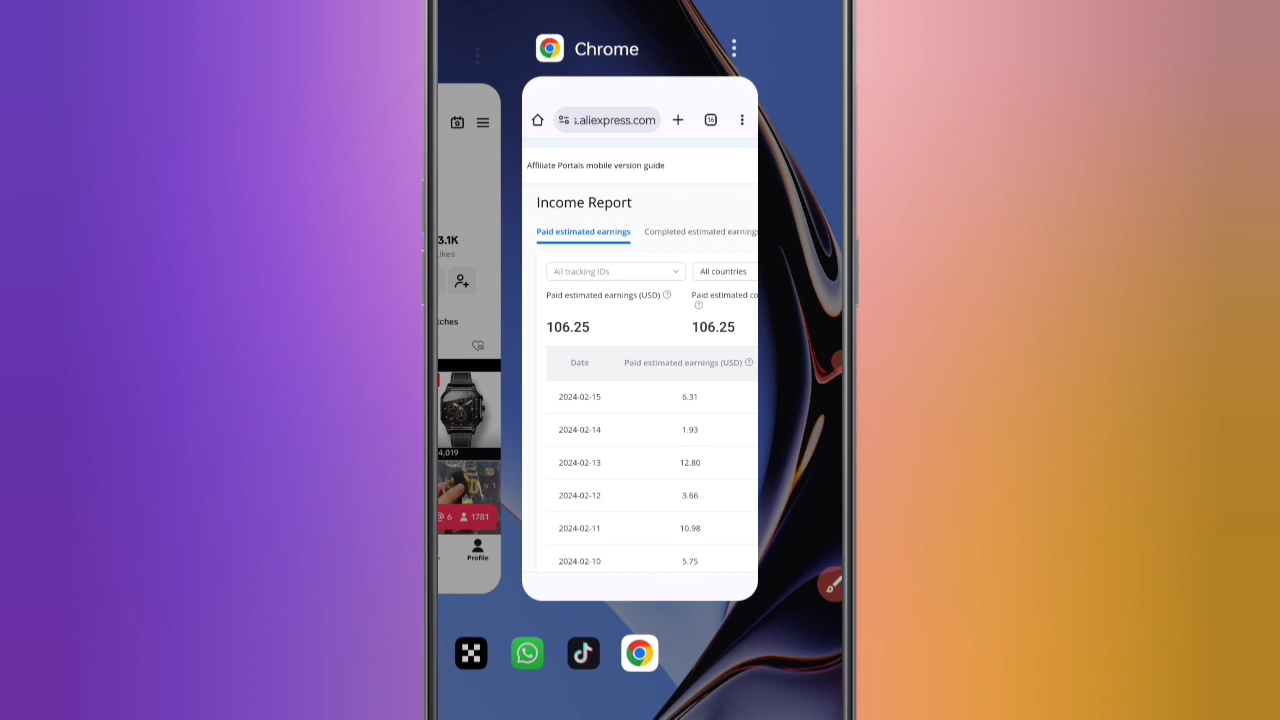 Chrome
s.aliexpress.com
16
Affiliate Portals mobile version guide
Income Report
Paid estimated earnings
Completed estimated earnings
All tracking IDs
All countries
Paid estimated earnings (USD)
Paid estimated co
106.25
106.25
Date
Paid estimated earnings (USD)
2024-02-15
6.31
2024-02-14
1.93
2024-02-13
12.80
2024-02-12
3.66
2024-02-11
10.98
2024-02-10
5.75
3.1K
ikes
tches
4,019
6
1781
Profile